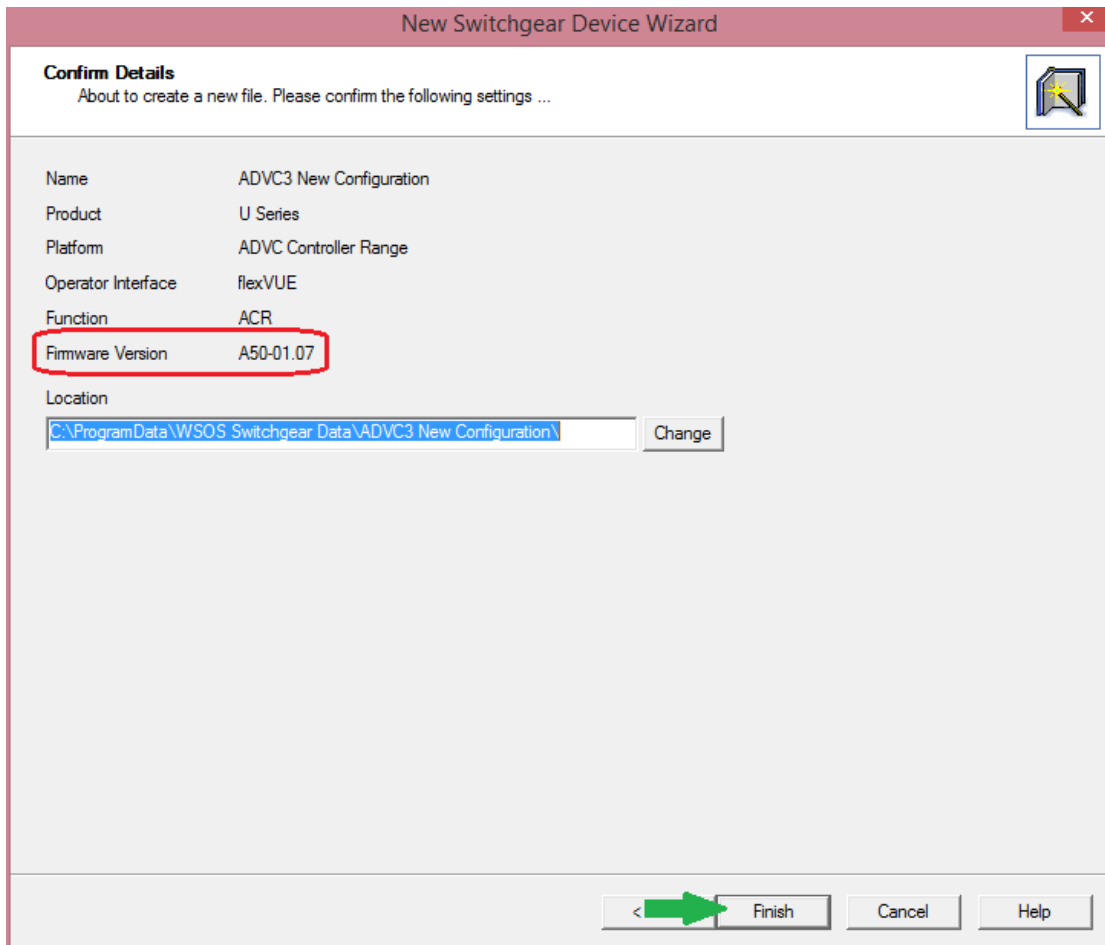 New Switchgear Device Wizard
Confirm Details
About to create a new file. Please confirm the following settings ...
Name ADVC3 New Configuration
Product U Series
Platform ADVC Controller Range
Operator Interface flexVUE
Function ACR
Firmware Version A50-01.07
Location
C:\ProgramData\WSOS Switchgear Data\ADVC3 New Configuration\ Change
< Finish Cancel Help